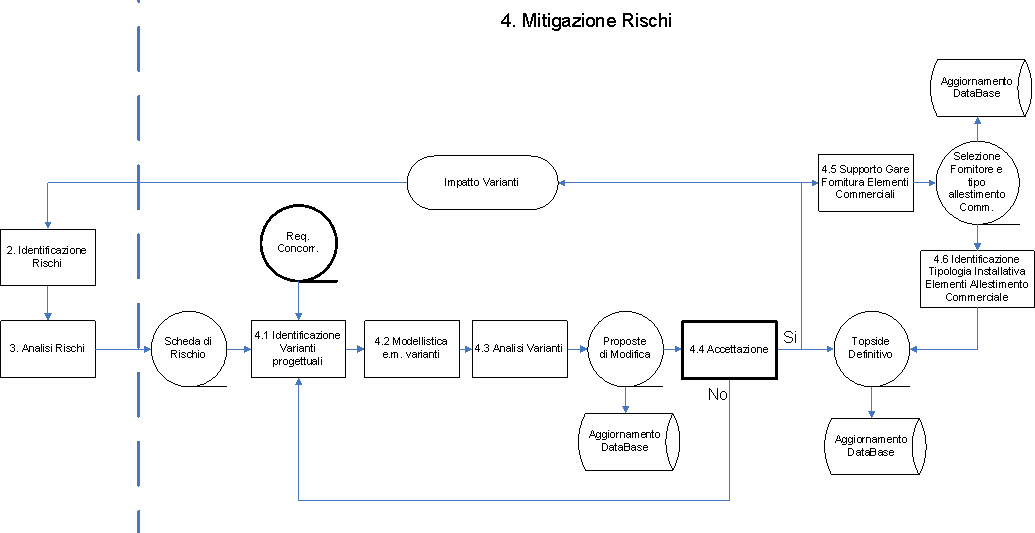 4. Mitigazione Rischi
Aggiornamento
DataBase
4.5 Supporto Gare
Fornitura Elementi
Commerciali
Selezione
Fornitore e
tipo
allestimento
Comm.
Impatto Varianti
2. Identificazione
Rischi
Req.
Concorr.
4.6 Identificazione
Tipologia Installativa
Elementi Allestimento
Commerciale
3. Analisi Rischi
Scheda di
Rischio
4.1 Identificazione
Varianti
progettuali
4.2 Modellistica
e.m. varianti
4.3 Analisi Varianti
Proposte
di Modifica
4.4 Accettazione
Si
Topside
Definitivo
No
Aggiornamento
DataBase
Aggiornamento
DataBase